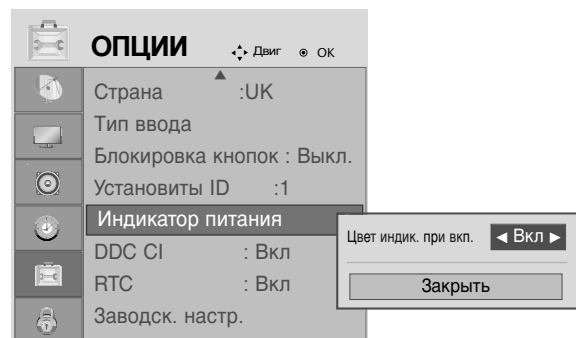 ОПЦИИ Двиг OK
Страна :UK
Тип ввода
Блокировка кнопок : Выкл.
Установиты ID :1
Индикатор питания
DDC CI : Вкл
RTC : Вкл
Заводск. настр.
Цвет индик. при вкп. ◄ Вкл ►
Закрыть